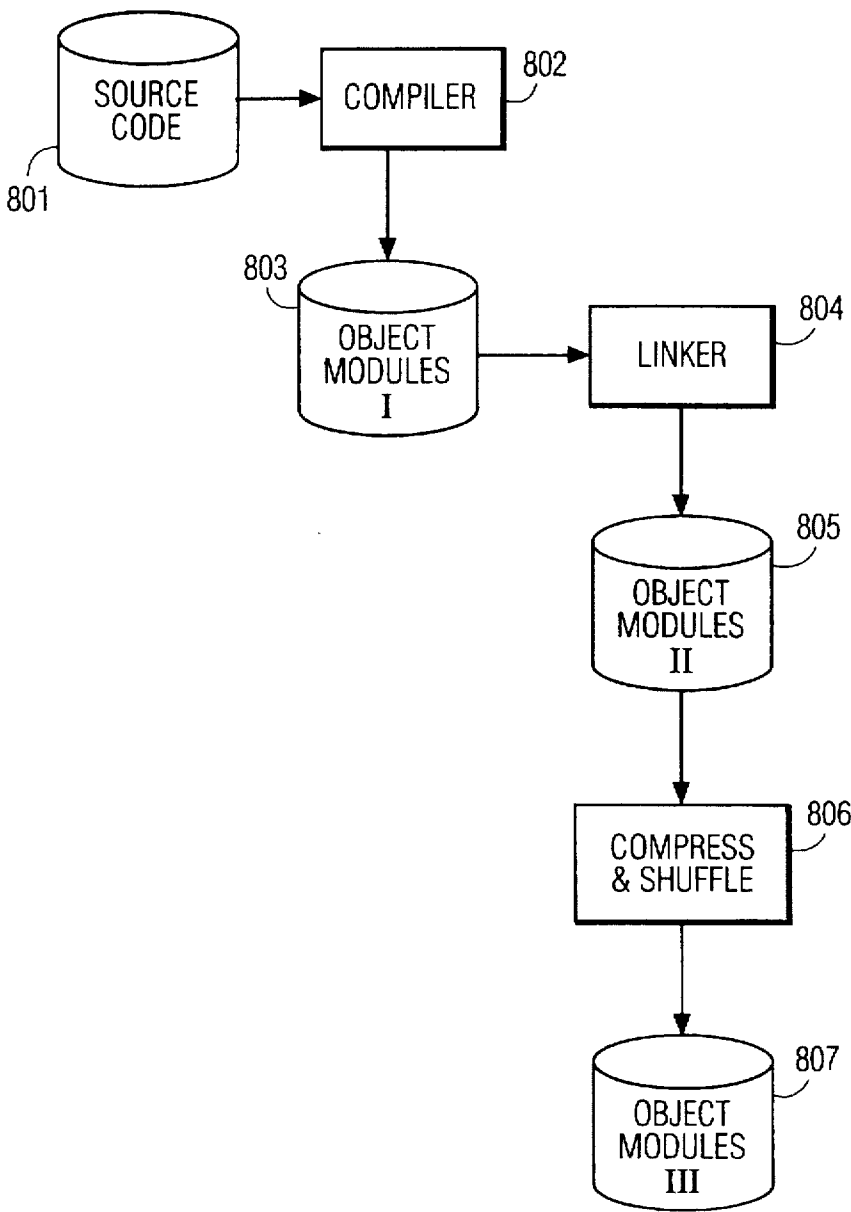 SOURCE
CODE
801
COMPILER
802
803
OBJECT
MODULES
I
LINKER
804
805
OBJECT
MODULES
II
806
COMPRESS
& SHUFFLE
807
OBJECT
MODULES
III